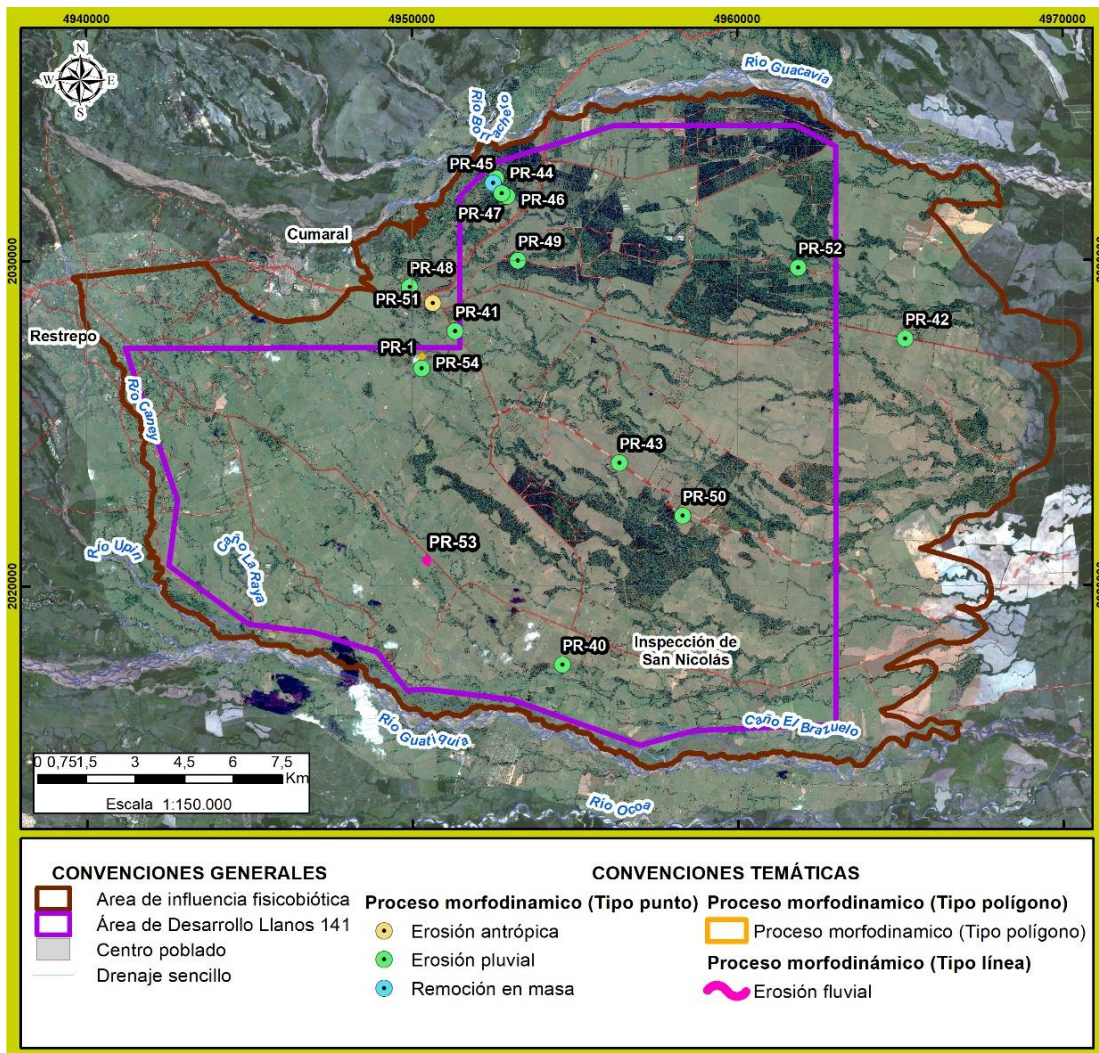 4940000
4950000
4960000
4970000
N
W E
S
Río Guacavía
Río Borrachero
PR-45
PR-44
PR-47
PR-46
Cumaral
PR-49
PR-52
2030000
2030000
PR-48
PR-51
PR-41
PR-42
Restrepo
PR-1
PR-54
Río Caney
PR-43
PR-50
Río Upin
Caño La Raya
PR-53
2020000
2020000
PR-40
Inspección de
San Nicolás
Río Guatiquía
Caño El Brazuelo
0 0,751,5 3 4,5 6 7,5
Km
Escala 1:150.000
Río Ocoa
CONVENCIONES GENERALES
Area de influencia fisicobiótica
Área de Desarrollo Llanos 141
Centro poblado
Drenaje sencillo
CONVENCIONES TEMÁTICAS
Proceso morfodinamico (Tipo punto)
Erosión antrópica
Erosión pluvial
Remoción en masa
Proceso morfodinamico (Tipo polígono)
Proceso morfodinamico (Tipo polígono)
Proceso morfodinámico (Tipo línea)
Erosión fluvial